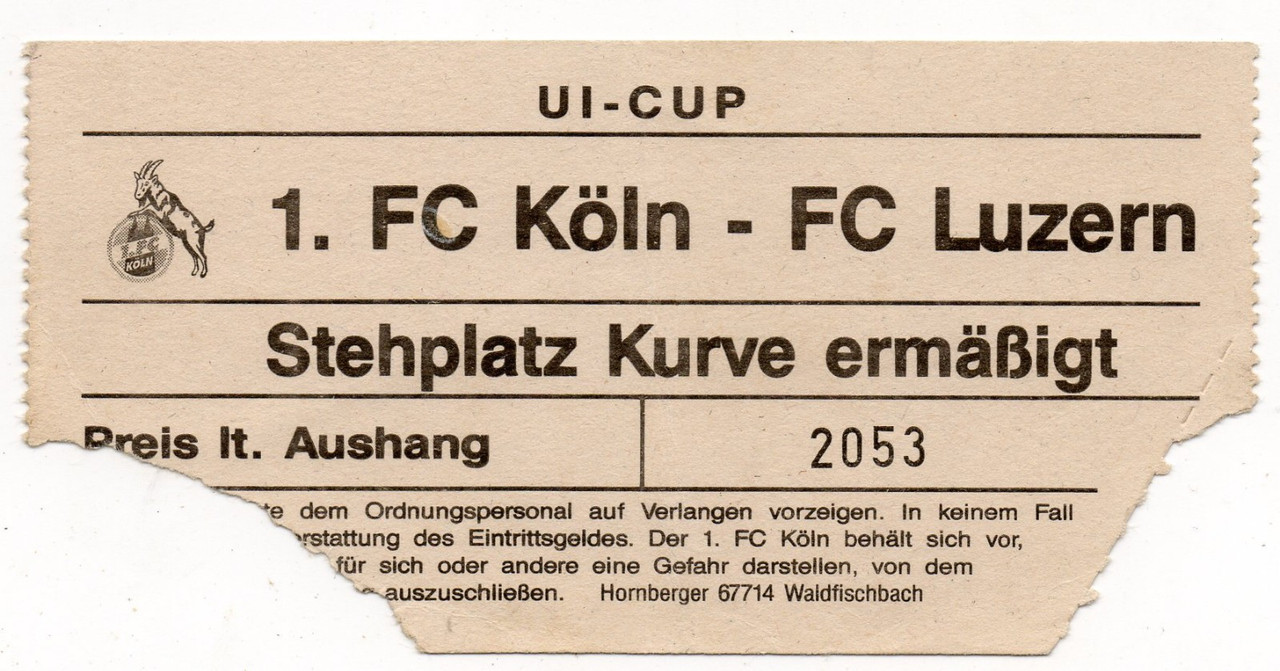 UI-CUP
1. FC KÖLN
1. FC Köln - FC Luzern
Stehplatz Kurve ermäßigt
Preis lt. Aushang
2053
dem Ordnungspersonal auf Verlangen vorzeigen. In keinem Fall
des Eintrittsgeldes. Der 1. FC Köln behält sich vor,
für sich oder andere eine Gefahr darstellen, von dem
auszuschließen. Hornberger 67714 Waldfischbach